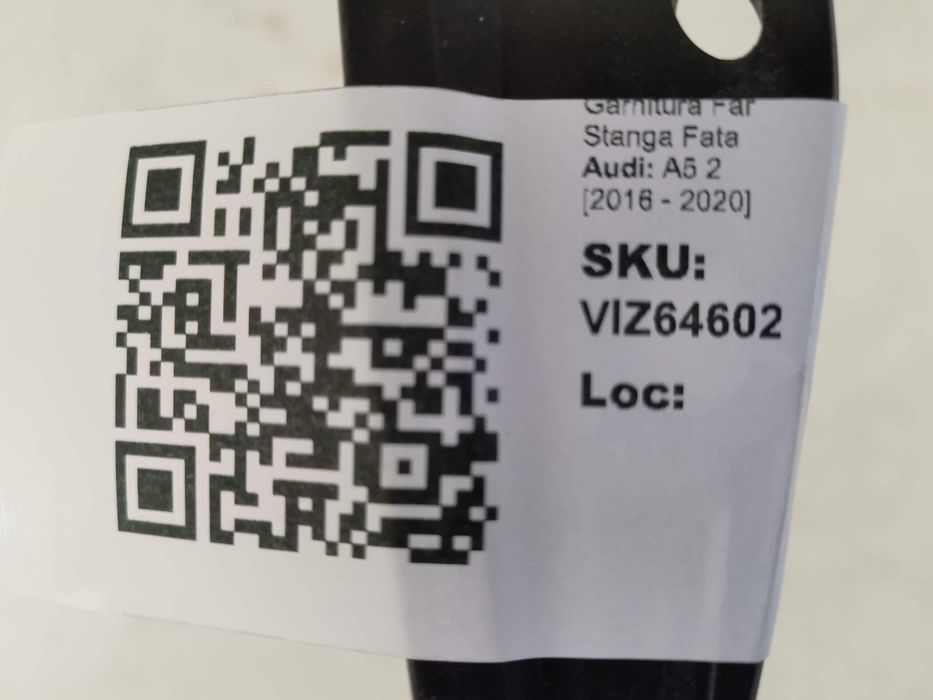 Garnitura Far
Stanga Fata
Audi: A5 2
[2016 - 2020]
SKU:
VIZ64602
Loc: